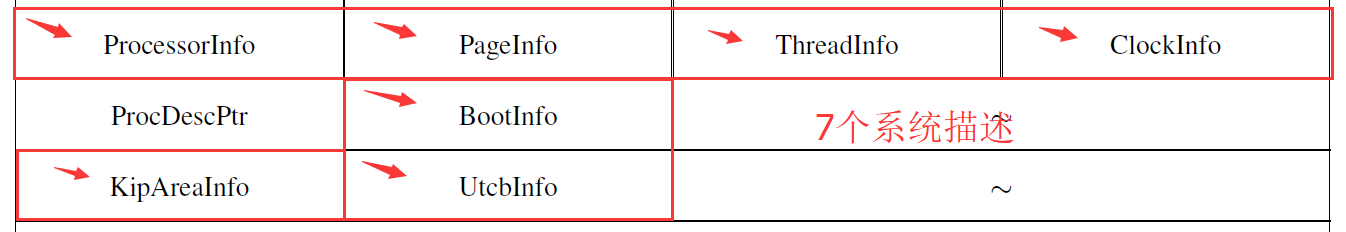 ProcessorInfo PageInfo ThreadInfo ClockInfo
ProcDescPtr BootInfo 7个系统描述 ~
KipAreaInfo UtcbInfo ~